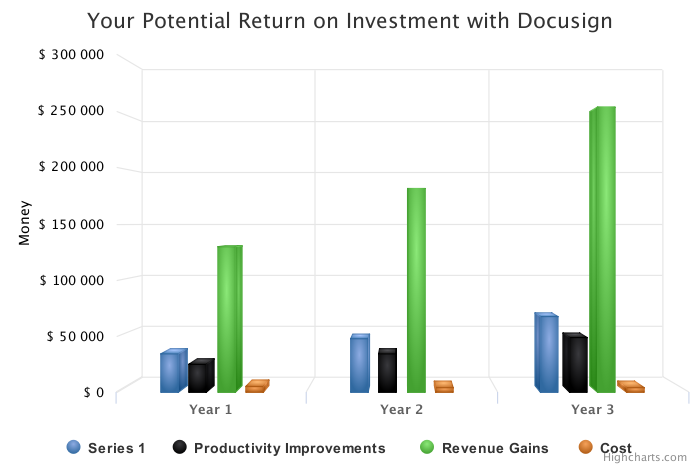 Your Potential Return on Investment with Docusign
$ 300 000
$ 250 000
$ 200 000
$ 150 000
$ 100 000
$ 50 000
$ 0
Money
Year 1 Year 2 Year 3
Series 1 Productivity Improvements Revenue Gains Cost
Highcharts.com